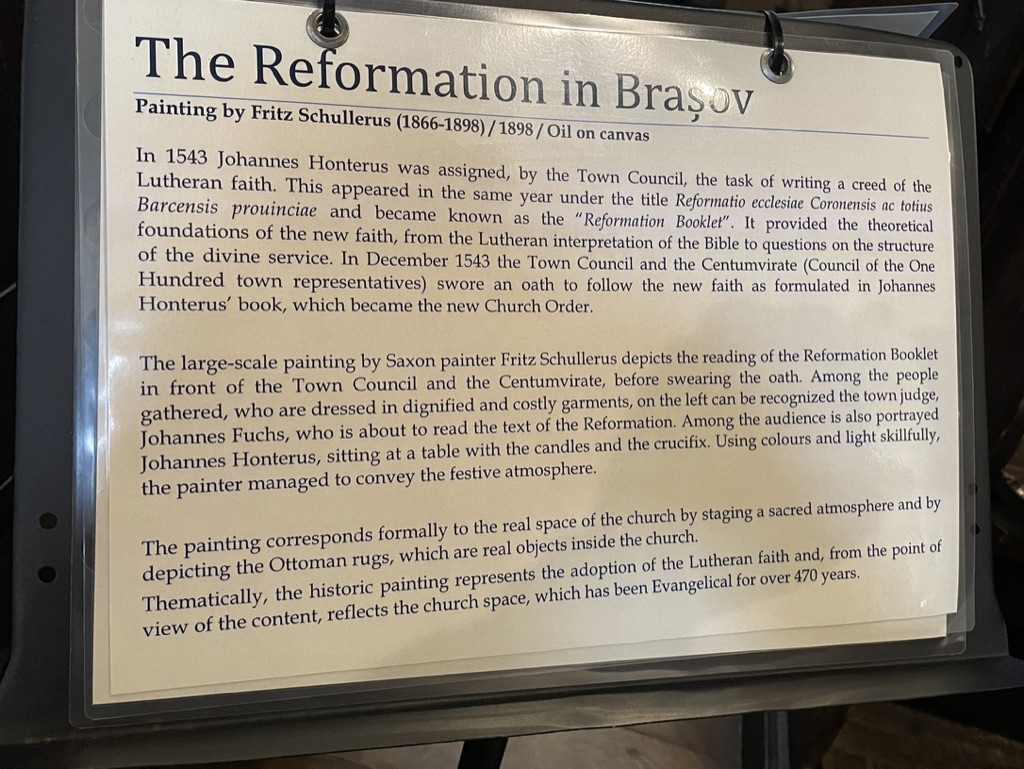 The Reformation in Brașov
Painting by Fritz Schullerus (1866-1898) / 1898 / Oil on canvas
In 1543 Johannes Honterus was assigned, by the Town Council, the task of writing a creed of the
Lutheran faith. This appeared in the same year under the title Reformatio ecclesiae Coronensis ac totius
Barcensis prouinciae and became known as the "Reformation Booklet". It provided the theoretical
foundations of the new faith, from the Lutheran interpretation of the Bible to questions on the structure
of the divine service. In December 1543 the Town Council and the Centumvirate (Council of the One
Hundred town representatives) swore an oath to follow the new faith as formulated in Johannes
Honterus' book, which became the new Church Order.
The large-scale painting by Saxon painter Fritz Schullerus depicts the reading of the Reformation Booklet
in front of the Town Council and the Centumvirate, before swearing the oath. Among the people
gathered, who are dressed in dignified and costly garments, on the left can be recognized the town judge,
Johannes Fuchs, who is about to read the text of the Reformation. Among the audience is also portrayed
Johannes Honterus, sitting at a table with the candles and the crucifix. Using colours and light skillfully,
the painter managed to convey the festive atmosphere.
The painting corresponds formally to the real space of the church by staging a sacred atmosphere and by
depicting the Ottoman rugs, which are real objects inside the church.
Thematically, the historic painting represents the adoption of the Lutheran faith and, from the point of
view of the content, reflects the church space, which has been Evangelical for over 470 years.